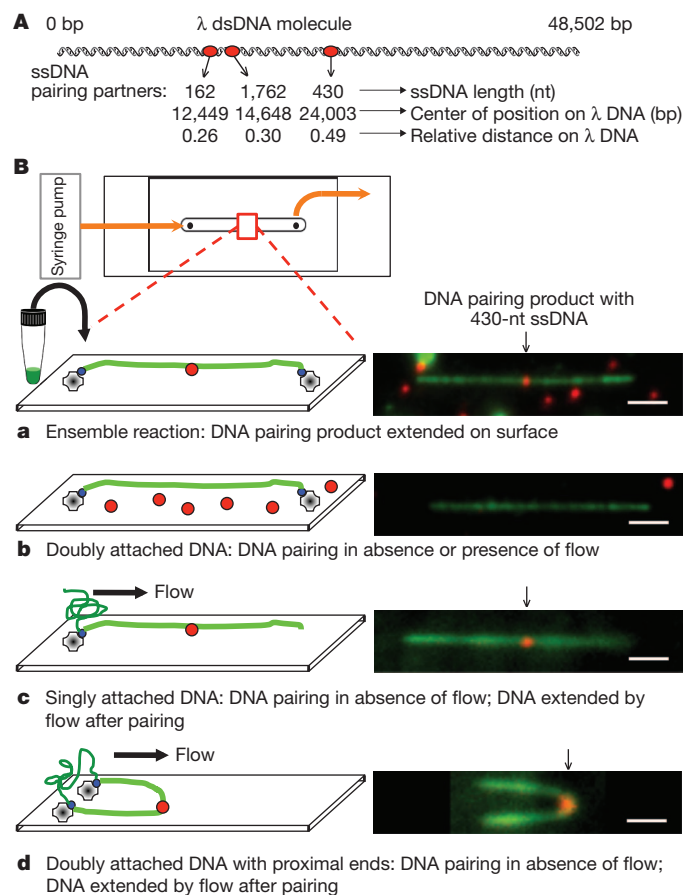 A 0 bp λ dsDNA molecule 48,502 bp
ssDNA
pairing partners: 162 1,762 430 ssDNA length (nt)
12,449 14,648 24,003 Center of position on λ DNA (bp)
0.26 0.30 0.49 Relative distance on λ DNA
B
Syringe pump
DNA pairing product with
430-nt ssDNA
a Ensemble reaction: DNA pairing product extended on surface
b Doubly attached DNA: DNA pairing in absence or presence of flow
Flow
c Singly attached DNA: DNA pairing in absence of flow; DNA extended by
flow after pairing
Flow
d Doubly attached DNA with proximal ends: DNA pairing in absence of flow;
DNA extended by flow after pairing